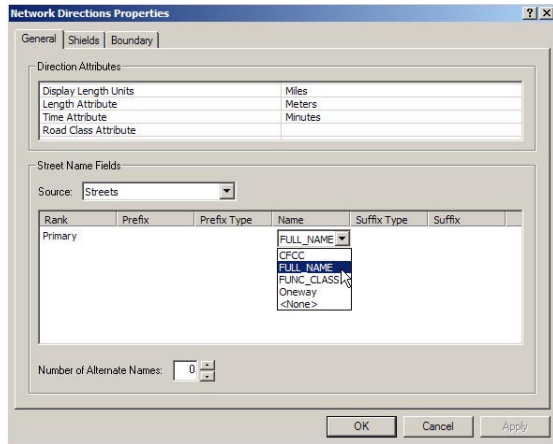 Network Directions Properties
General Shields Boundary
Direction Attributes
Display Length Units Miles
Length Attribute Meters
Time Attribute Minutes
Road Class Attribute
Street Name Fields
Source: Streets
Rank Prefix Prefix Type Name Suffix Type Suffix
Primary FULL_NAME
CFCC
FULL_NAME
FUNC_CLASS
Oneway
<None>
Number of Alternate Names: 0
OK Cancel Apply